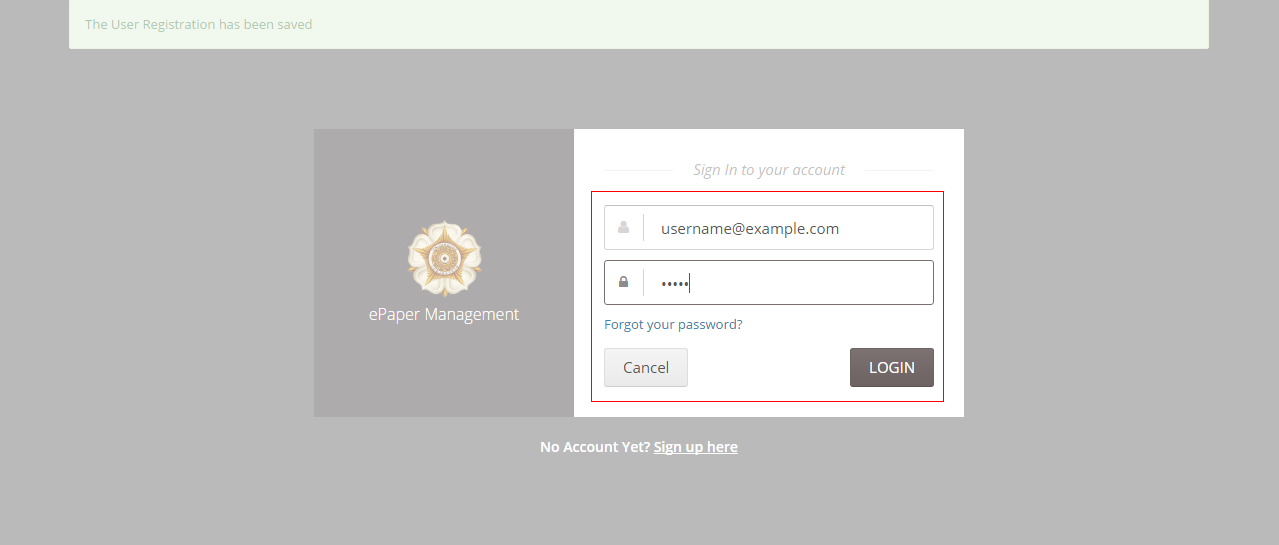 The User Registration has been saved
Sign In to your account
username@example.com
•••••
Forgot your password?
Cancel
LOGIN
ePaper Management
No Account Yet? Sign up here